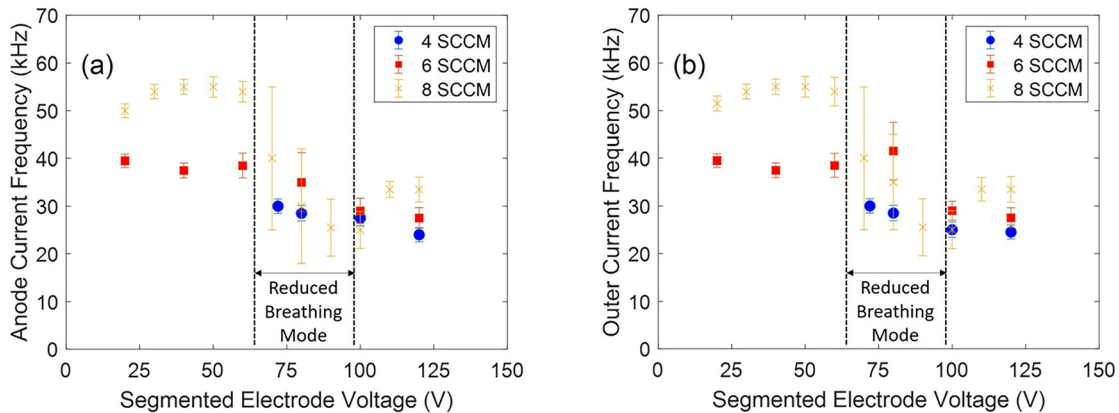 70
60
50
40
30
20
10
0
Anode Current Frequency (kHz)
(a)
4 SCCM
6 SCCM
8 SCCM
Reduced
Breathing
Mode
0 25 50 75 100 125 150
Segmented Electrode Voltage (V)
70
60
50
40
30
20
10
0
Outer Current Frequency (kHz)
(b)
4 SCCM
6 SCCM
8 SCCM
Reduced
Breathing
Mode
0 25 50 75 100 125 150
Segmented Electrode Voltage (V)